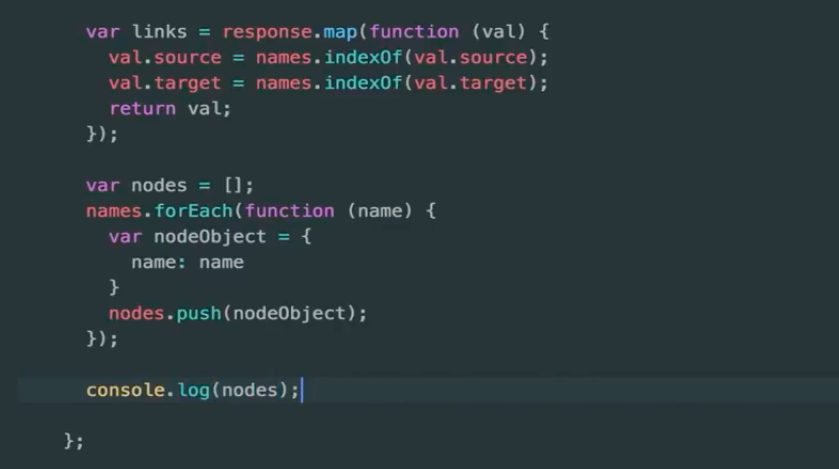 var links = response.map(function (val) {
val.source = names.indexOf(val.source);
val.target = names.indexOf(val.target);
return val;
});
var nodes = [];
names.forEach(function (name) {
var nodeObject = {
name: name
}
nodes.push(nodeObject);
});
console.log(nodes);
};